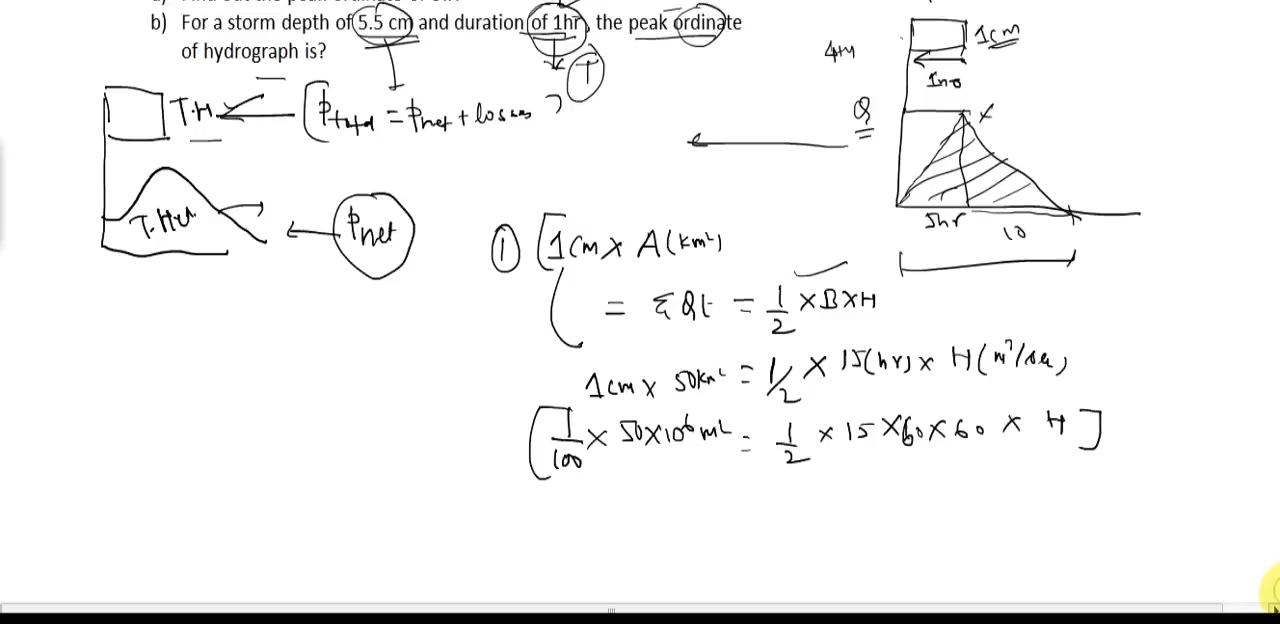 b) For a storm depth of 5.5 cm and duration of 1hr, the peak ordinate
of hydrograph is?
T
T.H ← [Ptotal = Pnet + losses]
T.HM
Pnet
1cm
1hr
Q
5hr
10
① [1cm × A(km²)
= ΣQt = 1/2 × B × H
1cm × 50km² = 1/2 × 15(hr) × H(m³/sec)
[1/100 × 50×10⁶ m² = 1/2 × 15 × 60 × 60 × H]